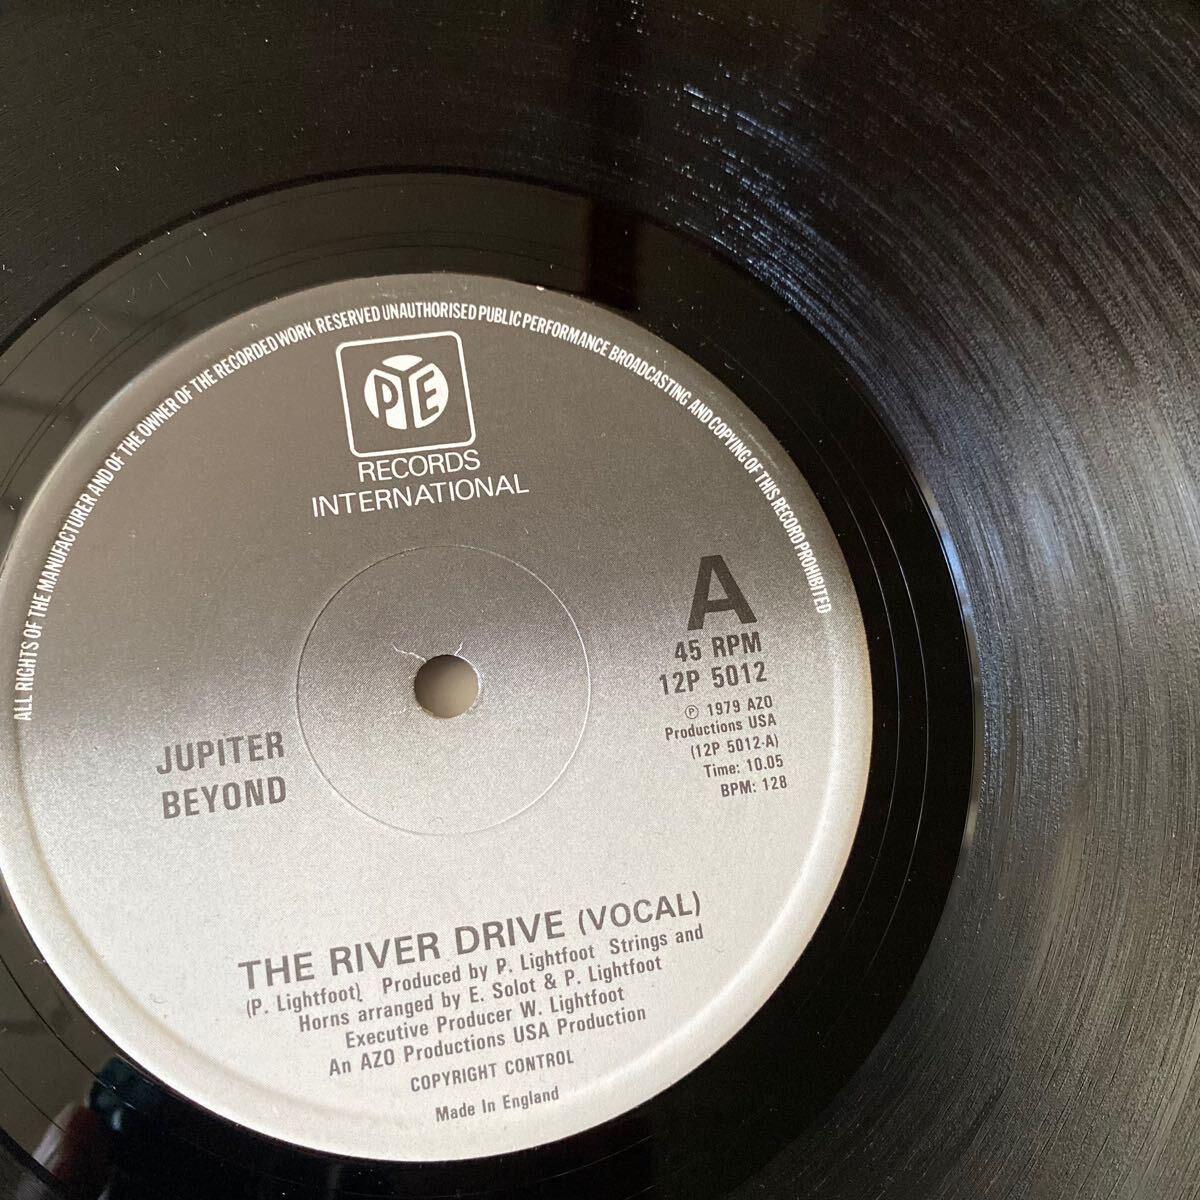 ALL RIGHTS OF THE MANUFACTURER AND OF THE OWNER OF THE RECORDED WORK RESERVED UNAUTHORISED PUBLIC PERFORMANCE BROADCASTING AND COPYING OF THIS RECORD PROHIBITED
PYE
RECORDS
INTERNATIONAL
A
45 RPM
12P 5012
℗ 1979 AZO
Productions USA
(12P 5012-A)
Time: 10.05
BPM: 128
JUPITER
BEYOND
THE RIVER DRIVE (VOCAL)
(P. Lightfoot). Produced by P. Lightfoot Strings and
Horns arranged by E. Solot & P. Lightfoot
Executive Producer W. Lightfoot
An AZO Productions USA Production
COPYRIGHT CONTROL
Made In England